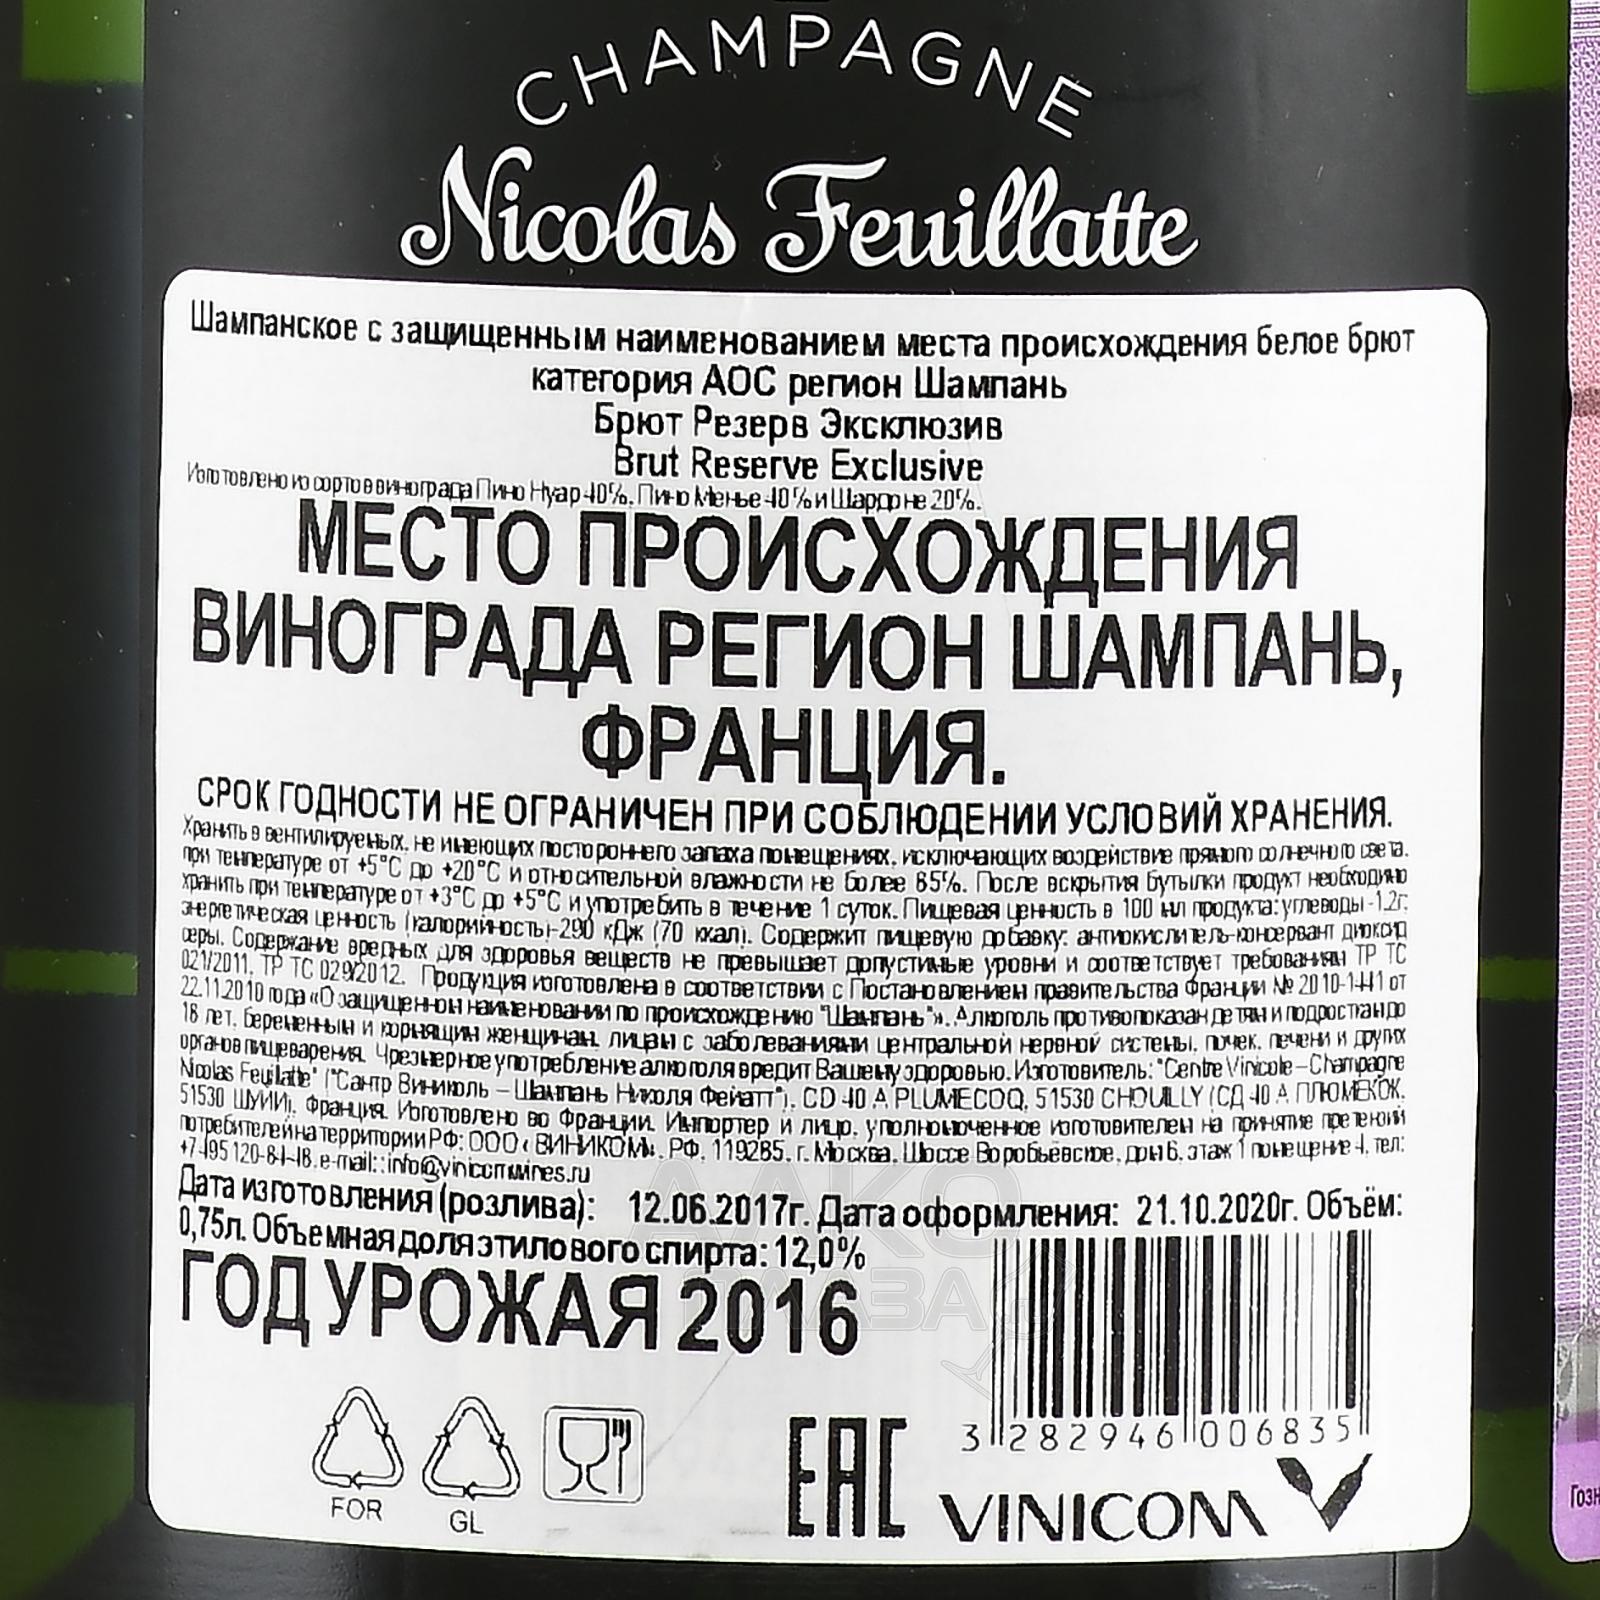 CHAMPAGNE
Nicolas Feuillatte
Шампанское с защищенным наименованием места происхождения белое брют
категория АОС регион Шампань
Брют Резерв Эксклюзив
Brut Reserve Exclusive
Изготовлено из сортов винограда Пино Нуар 40%, Пино Менье 40% и Шардоне 20%.
МЕСТО ПРОИСХОЖДЕНИЯ
ВИНОГРАДА РЕГИОН ШАМПАНЬ,
ФРАНЦИЯ.
СРОК ГОДНОСТИ НЕ ОГРАНИЧЕН ПРИ СОБЛЮДЕНИИ УСЛОВИЙ ХРАНЕНИЯ.
Хранить в вентилируемых, не имеющих постороннего запаха помещениях, исключающих воздействие прямого солнечного света,
при температуре от +5°С до +20°С и относительной влажности не более 85%. После вскрытия бутылки продукт необходимо
хранить при температуре от +3°С до +5°С и употребить в течение 1 суток. Пищевая ценность в 100 мл продукта: углеводы -1,2г;
энергетическая ценность (калорийность)-290 кДж (70 ккал). Содержит пищевую добавку: антиокислитель-консервант диоксид
серы. Содержание вредных для здоровья веществ не превышает допустимые уровни и соответствует требованиям ТР ТС
021/2011, ТР ТС 029/2012. Продукция изготовлена в соответствии с Постановлением правительства Франции № 2010-1441 от
22.11.2010 года «О защищенном наименовании по происхождению "Шампань"». Алкоголь противопоказан детям и подросткам до
18 лет, беременным и кормящим женщинам, лицам с заболеваниями центральной нервной системы, почек, печени и других
органов пищеварения. Чрезмерное употребление алкоголя вредит Вашему здоровью. Изготовитель: "Centre Vinicole – Champagne
Nicolas Feuillatte" ("Сантр Виниколь – Шампань Николя Фейатт"), CD 40 A PLUMECOQ, 51530 CHOUILLY (СД 40 А ПЛЮМЕКОК,
51530 ШУИИ), Франция. Изготовлено во Франции. Импортер и лицо, уполномоченное изготовителем на принятие претензий
потребителей на территории РФ: ООО «ВИНИКОМ», РФ, 119285, г. Москва, Шоссе Воробьёвское, дом 6, этаж 1 помещение 4, тел:
+7-495 120-84-48, e-mail: info@vinicomwines.ru
Дата изготовления (розлива): 12.06.2017г. Дата оформления: 21.10.2020г. Объём:
0,75л. Объемная доля этилового спирта: 12,0%
ГОД УРОЖАЯ 2016
FOR
GL
EAC
3 282946 006835
VINICOM
АЛКО
ПЛАЗА
Гозн